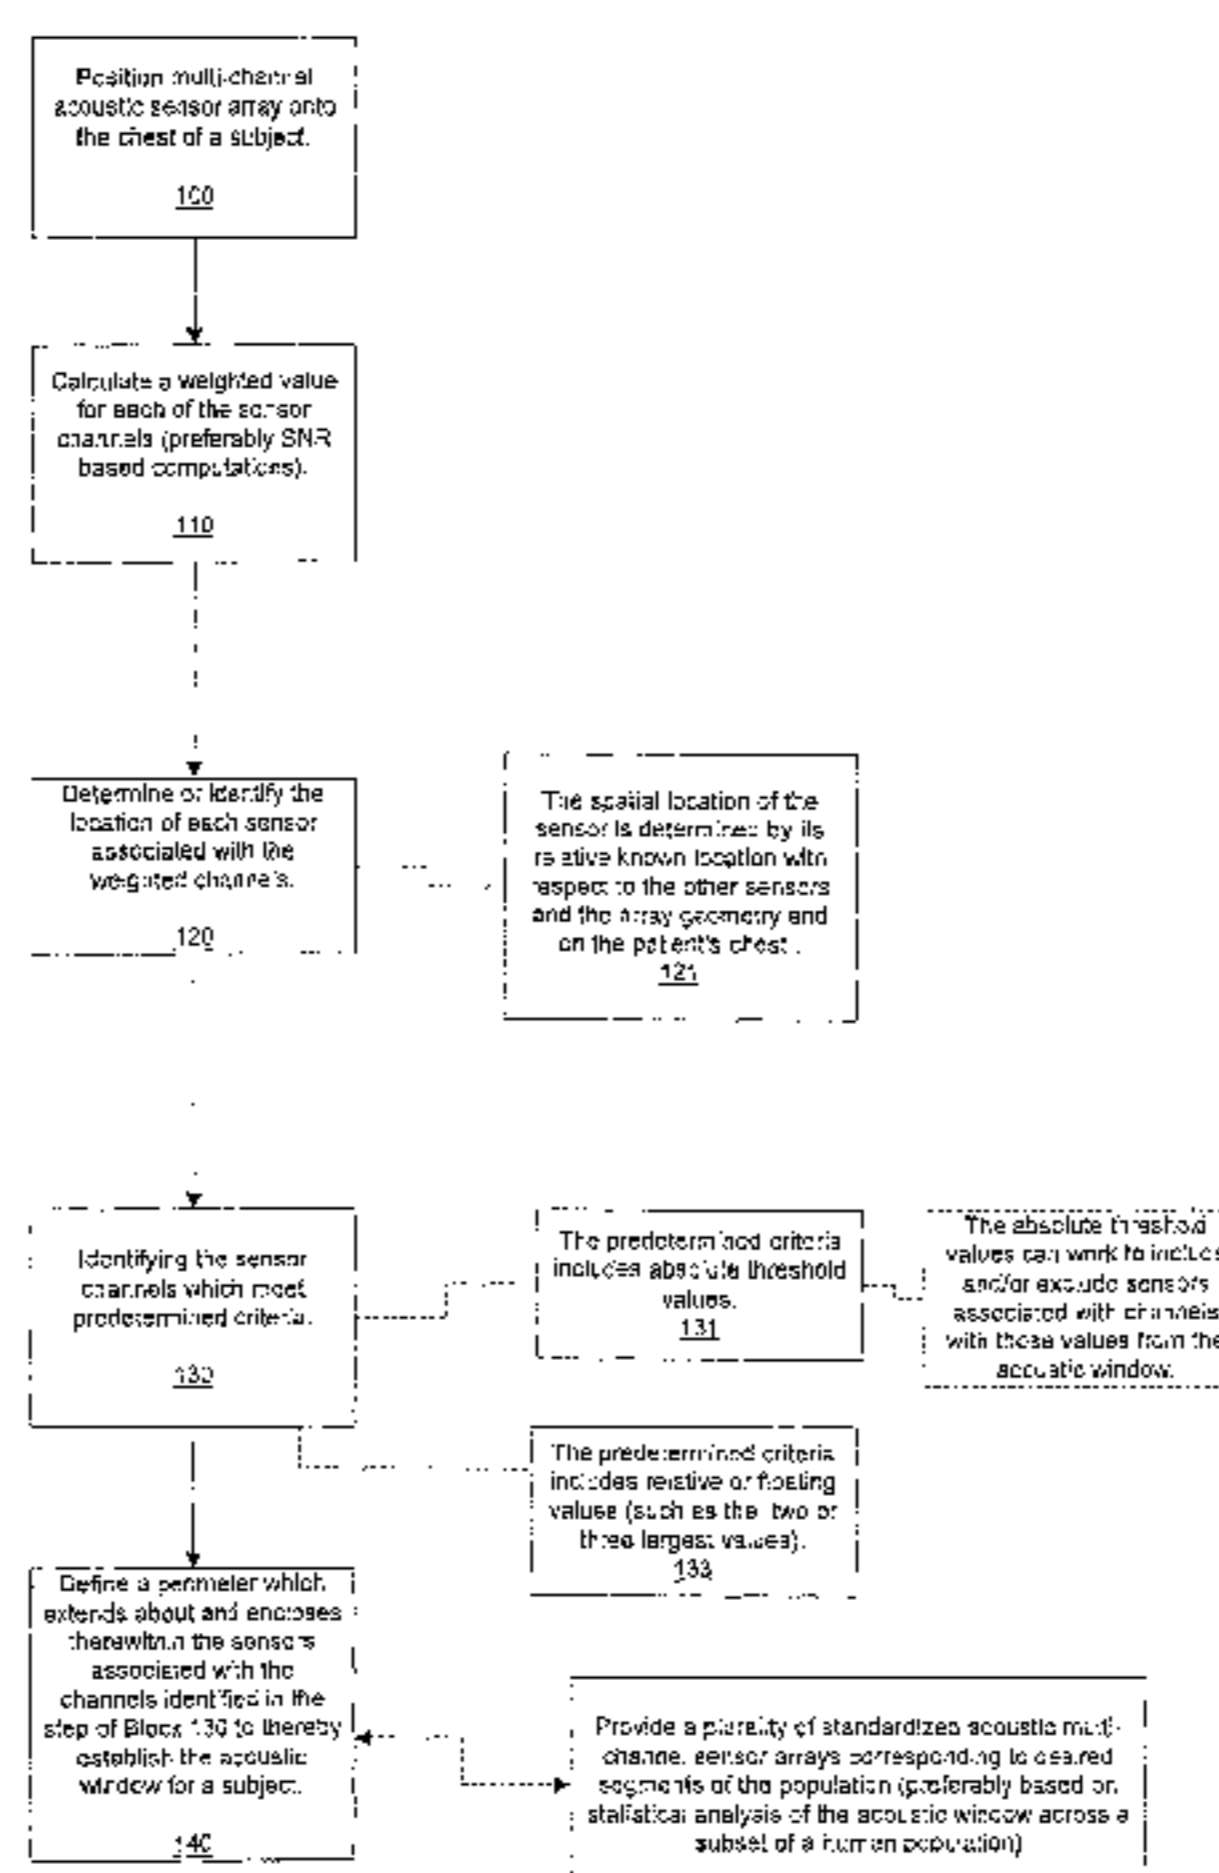 Position multi-channel
acoustic sensor array onto
the chest of a subject.
100
Calculate a weighted value
for each of the sensor
channels (preferably SNR
based computations).
110
Determine or identify the
location of each sensor
associated with the
weighted channels.
120
The spatial location of the
sensor is determined by its
relative known location with
respect to the other sensors
and the array geometry and
on the patient's chest .
121
Identifying the sensor
channels which meet
predetermined criteria.
130
The predetermined criteria
includes absolute threshold
values.
131
The absolute threshold
values can work to include
and/or exclude sensors
associated with channels
with those values from the
acoustic window.
The predetermined criteria
includes relative or floating
values (such as the two or
three largest values).
133
Define a perimeter which
extends about and encloses
therewithin the sensors
associated with the
channels identified in the
step of Block 130 to thereby
establish the acoustic
window for a subject.
140
Provide a plurality of standardized acoustic multi-
channel sensor arrays corresponding to desired
segments of the population (preferably based on
statistical analysis of the acoustic window across a
subset of a human population)